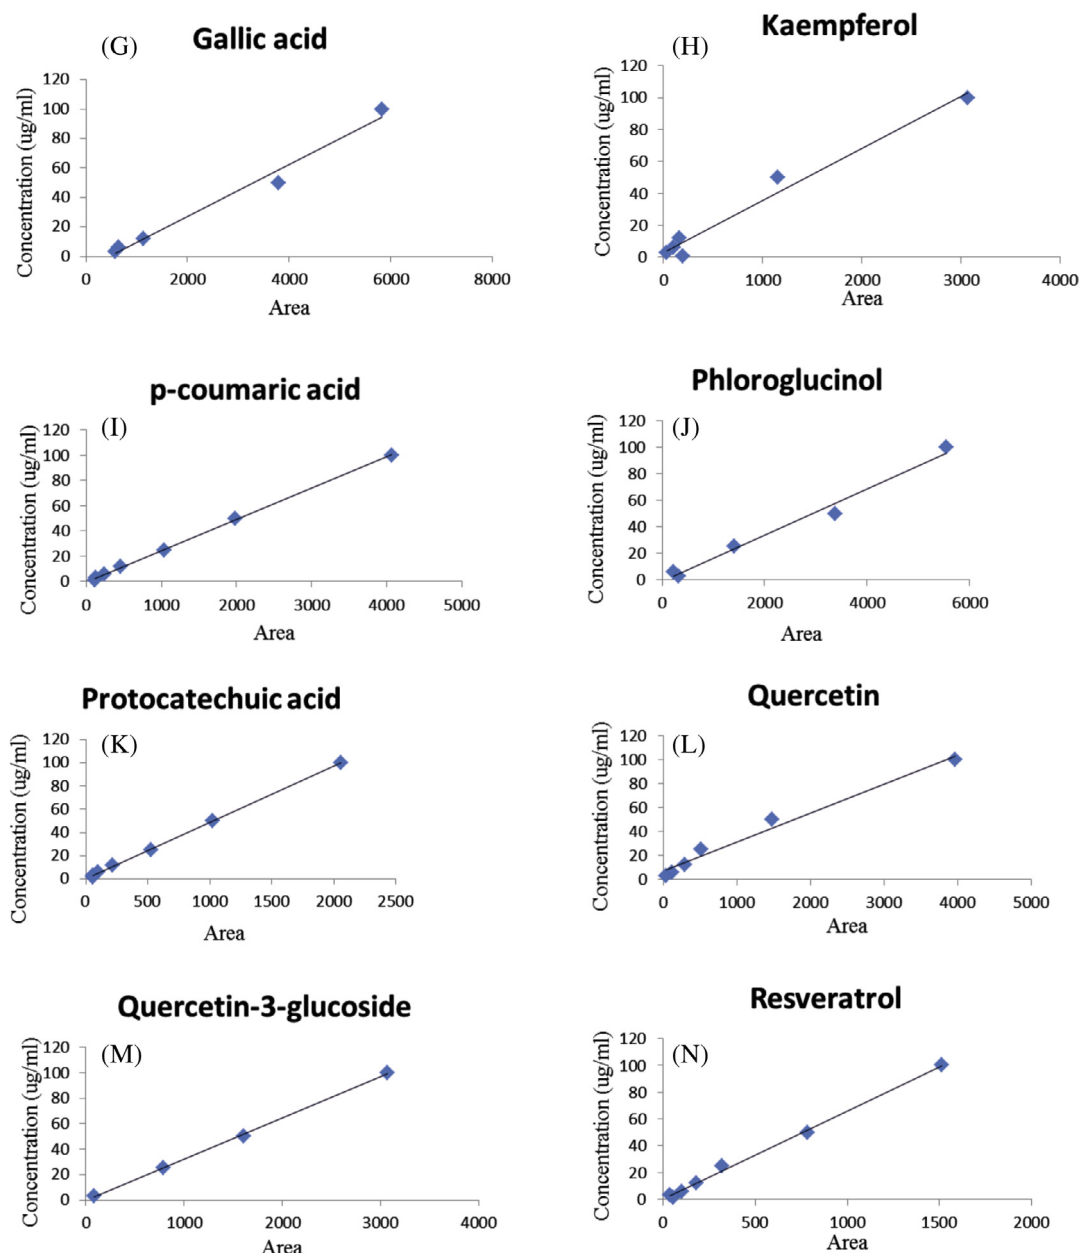 (G)
Gallic acid
Concentration (ug/ml)
120
100
80
60
40
20
0
0 2000 4000 6000 8000
Area
(H)
Kaempferol
Concentration (ug/ml)
120
100
80
60
40
20
0
0 1000 2000 3000 4000
Area
p-coumaric acid
(I)
Concentration (ug/ml)
120
100
80
60
40
20
0
0 1000 2000 3000 4000 5000
Area
Phloroglucinol
(J)
Concentration (ug/ml)
120
100
80
60
40
20
0
0 2000 4000 6000
Area
Protocatechuic acid
(K)
Concentration (ug/ml)
120
100
80
60
40
20
0
0 500 1000 1500 2000 2500
Area
Quercetin
(L)
Concentration (ug/ml)
120
100
80
60
40
20
0
0 1000 2000 3000 4000 5000
Area
Quercetin-3-glucoside
(M)
Concentration (ug/ml)
120
100
80
60
40
20
0
0 1000 2000 3000 4000
Area
Resveratrol
(N)
Concentration (ug/ml)
120
100
80
60
40
20
0
0 500 1000 1500 2000
Area